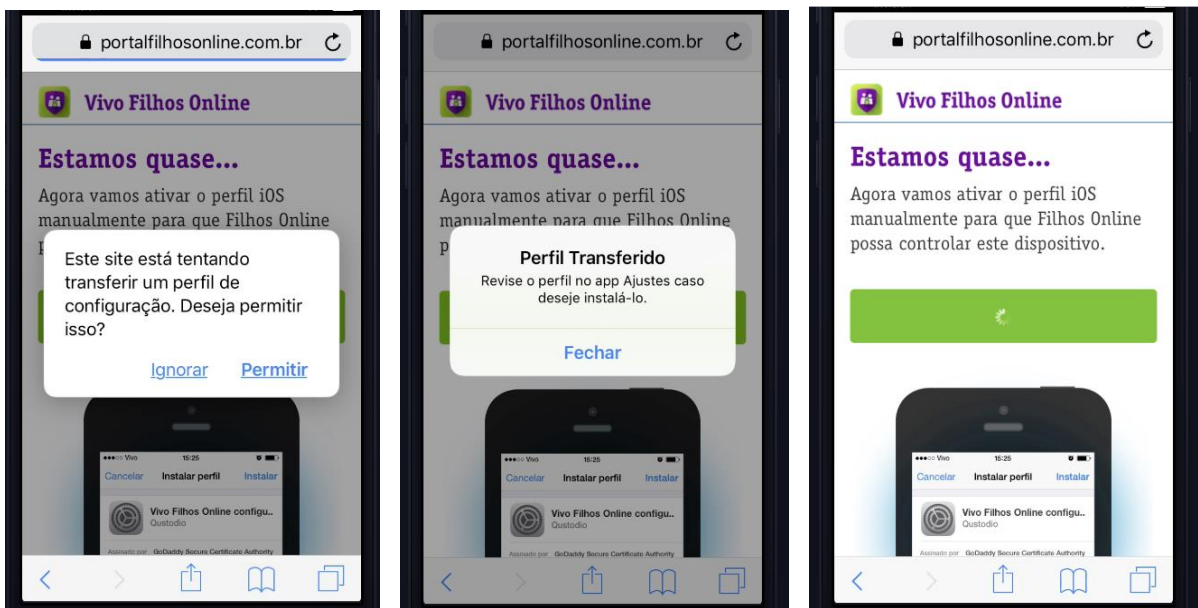 portalfilhosonline.com.br
Vivo Filhos Online
Estamos quase...
Agora vamos ativar o perfil iOS
manualmente para que Filhos Online
Este site está tentando
transferir um perfil de
configuração. Deseja permitir
isso?
Ignorar Permitir
Vivo 15:25
Cancelar Instalar perfil Instalar
Vivo Filhos Online configu..
Qustodio
Assinado por GoDaddy Secure Certificate Authority
portalfilhosonline.com.br
Vivo Filhos Online
Estamos quase...
Agora vamos ativar o perfil iOS
manualmente para que Filhos Online
Perfil Transferido
Revise o perfil no app Ajustes caso
deseje instalá-lo.
Fechar
Vivo 15:25
Cancelar Instalar perfil Instalar
Vivo Filhos Online configu..
Qustodio
Assinado por GoDaddy Secure Certificate Authority
portalfilhosonline.com.br
Vivo Filhos Online
Estamos quase...
Agora vamos ativar o perfil iOS
manualmente para que Filhos Online
possa controlar este dispositivo.
Vivo 15:25
Cancelar Instalar perfil Instalar
Vivo Filhos Online configu..
Qustodio
Assinado por GoDaddy Secure Certificate Authority